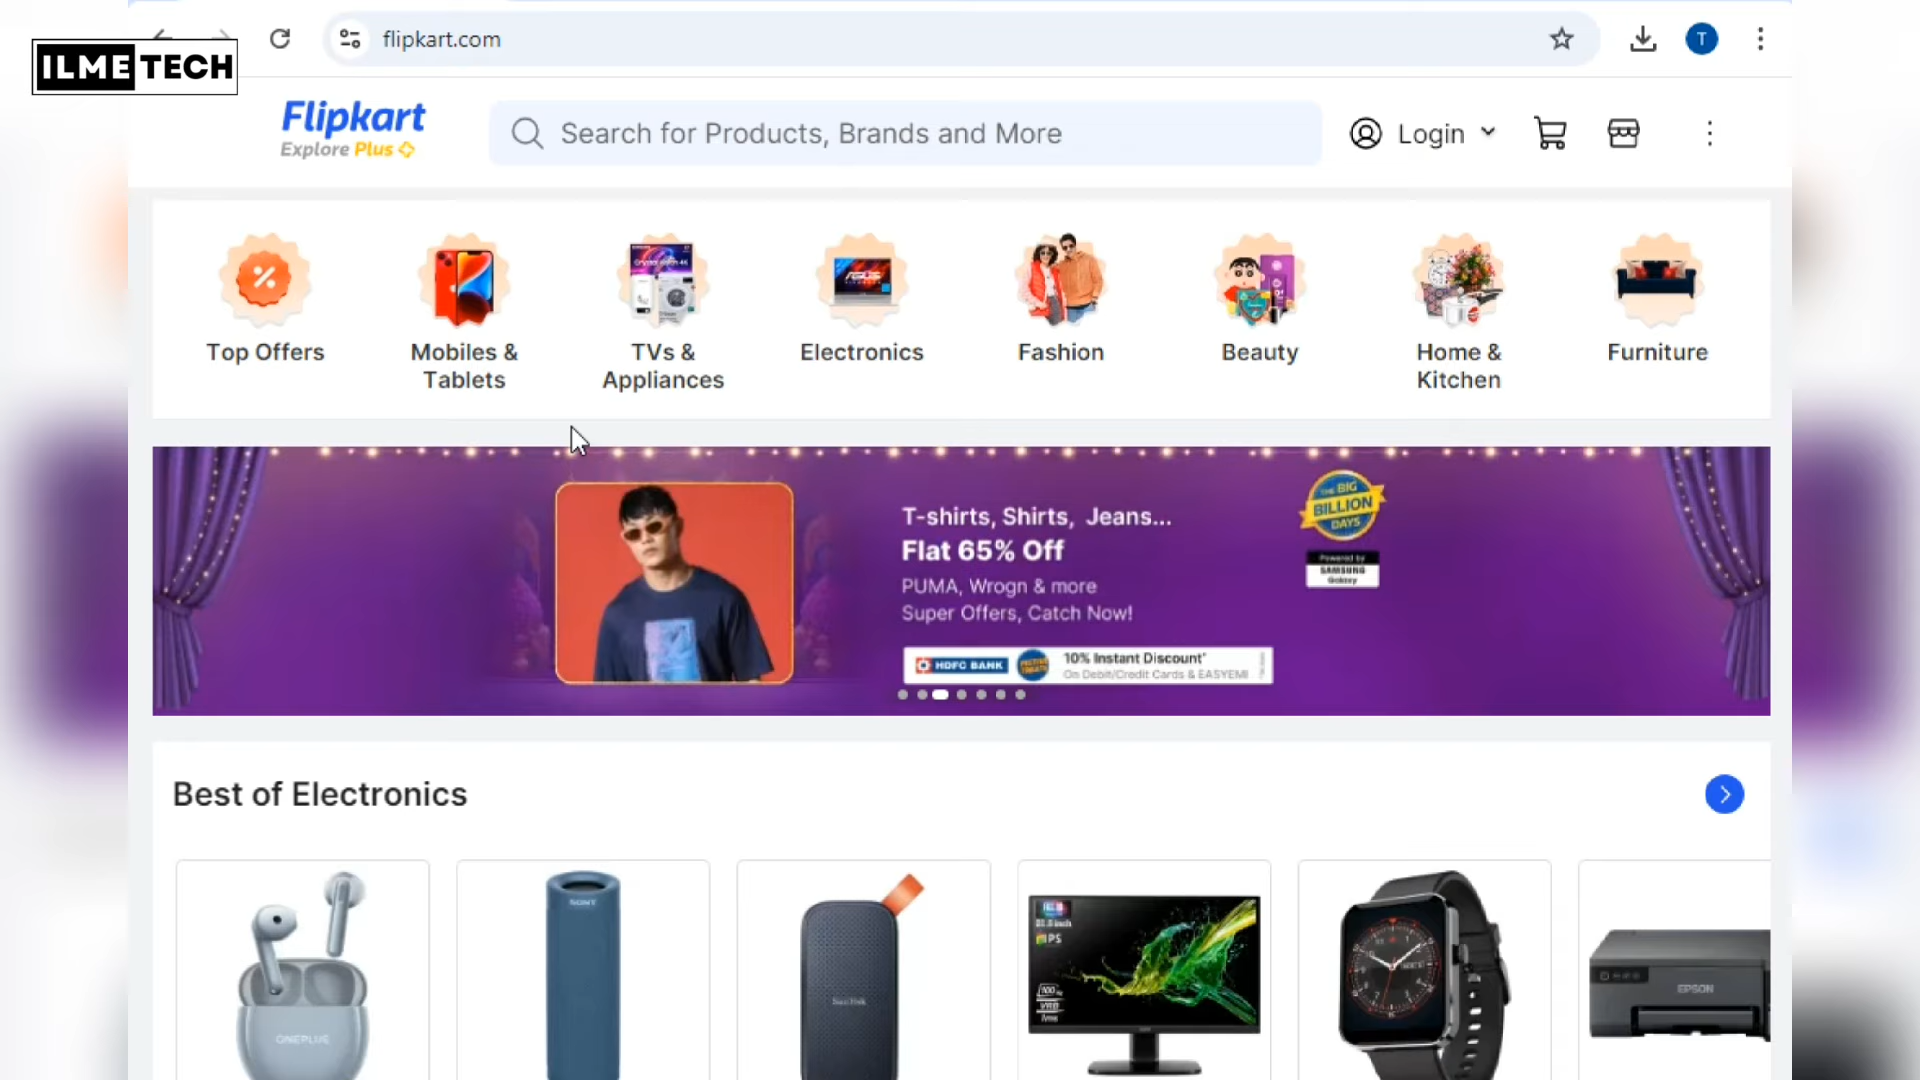 flipkart.com
T
ILME TECH
Flipkart
Explore Plus
Search for Products, Brands and More
Login
Top Offers
Mobiles &
Tablets
TVs &
Appliances
Electronics
Fashion
Beauty
Home &
Kitchen
Furniture
T-shirts, Shirts, Jeans...
Flat 65% Off
PUMA, Wrogn & more
Super Offers, Catch Now!
THE BIG
BILLION
DAYS
Powered by
SAMSUNG
Galaxy
HDFC BANK
10% Instant Discount*
On Debit/Credit Cards & EASYEMI
Best of Electronics
ONEPLUS
SONY
SanDisk
EPSON